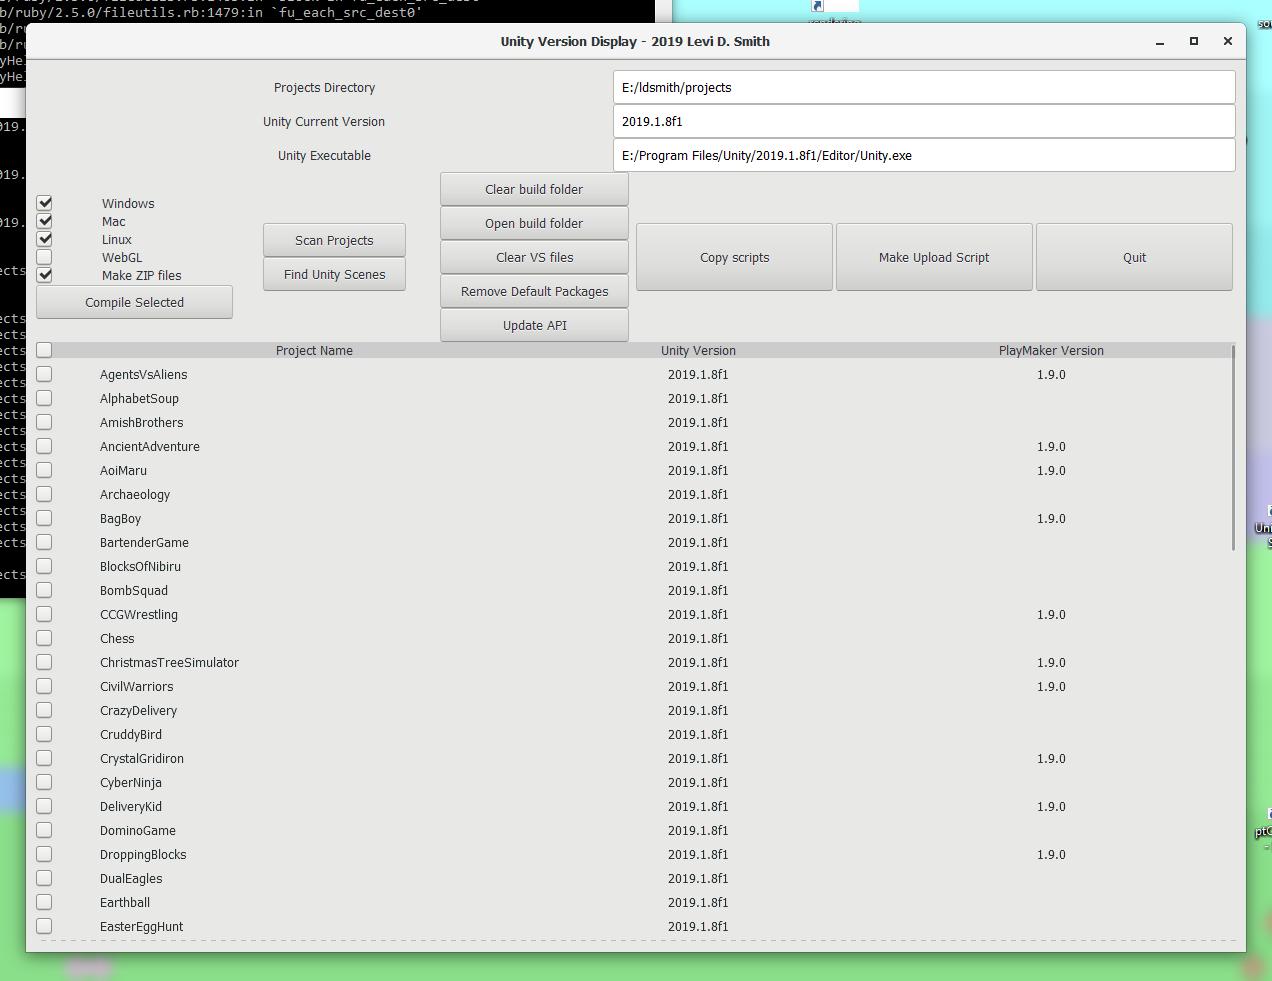 b/ruby/2.5.0/fileutils.rb:1479:in `fu_each_src_dest0'
Unity Version Display - 2019 Levi D. Smith
Projects Directory E:/ldsmith/projects
Unity Current Version 2019.1.8f1
Unity Executable E:/Program Files/Unity/2019.1.8f1/Editor/Unity.exe
Windows
Mac
Linux
WebGL
Make ZIP files
Compile Selected
Scan Projects
Find Unity Scenes
Clear build folder
Open build folder
Clear VS files
Remove Default Packages
Update API
Copy scripts
Make Upload Script
Quit
Project Name Unity Version PlayMaker Version
AgentsVsAliens 2019.1.8f1 1.9.0
AlphabetSoup 2019.1.8f1
AmishBrothers 2019.1.8f1
AncientAdventure 2019.1.8f1 1.9.0
AoiMaru 2019.1.8f1 1.9.0
Archaeology 2019.1.8f1
BagBoy 2019.1.8f1 1.9.0
BartenderGame 2019.1.8f1
BlocksOfNibiru 2019.1.8f1
BombSquad 2019.1.8f1
CCGWrestling 2019.1.8f1 1.9.0
Chess 2019.1.8f1
ChristmasTreeSimulator 2019.1.8f1 1.9.0
CivilWarriors 2019.1.8f1 1.9.0
CrazyDelivery 2019.1.8f1
CruddyBird 2019.1.8f1
CrystalGridiron 2019.1.8f1 1.9.0
CyberNinja 2019.1.8f1
DeliveryKid 2019.1.8f1 1.9.0
DominoGame 2019.1.8f1
DroppingBlocks 2019.1.8f1 1.9.0
DualEagles 2019.1.8f1
Earthball 2019.1.8f1
EasterEggHunt 2019.1.8f1